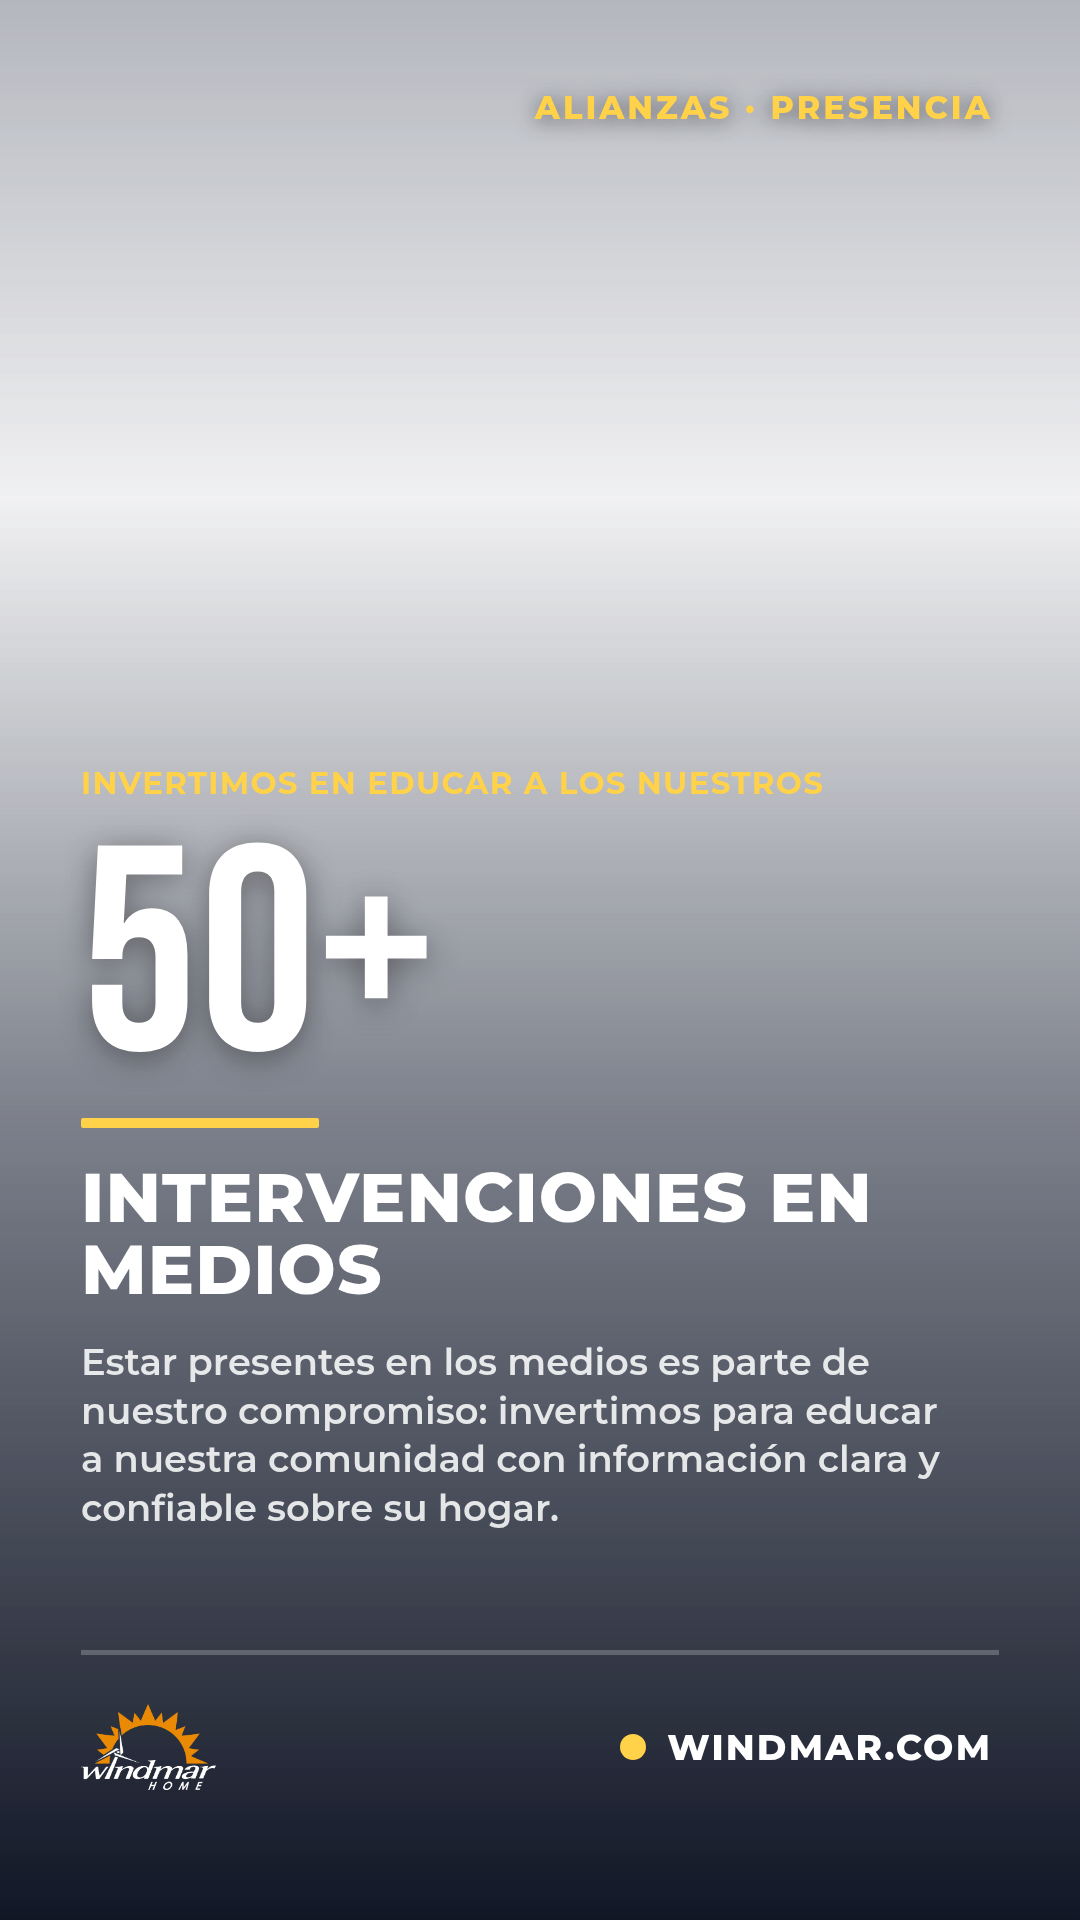 ALIANZAS • PRESENCIA
INVERTIMOS EN EDUCAR A LOS NUESTROS
50+
INTERVENCIONES EN
MEDIOS
Estar presentes en los medios es parte de
nuestro compromiso: invertimos para educar
a nuestra comunidad con información clara y
confiable sobre su hogar.
windmar
HOME
WINDMAR.COM